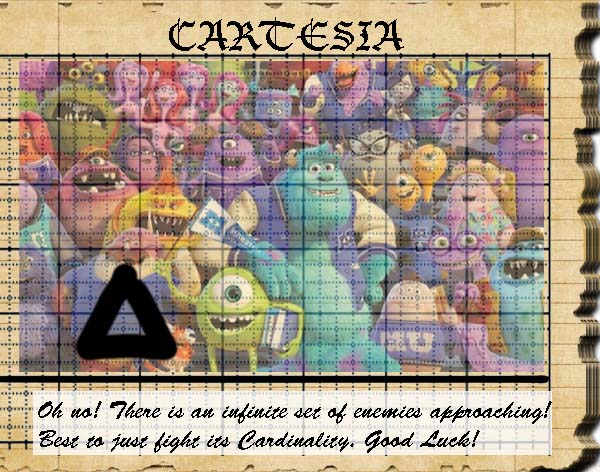 CARTESIA
MU
Oh no! There is an infinite set of enemies approaching!
Best to just fight its Cardinality. Good Luck!